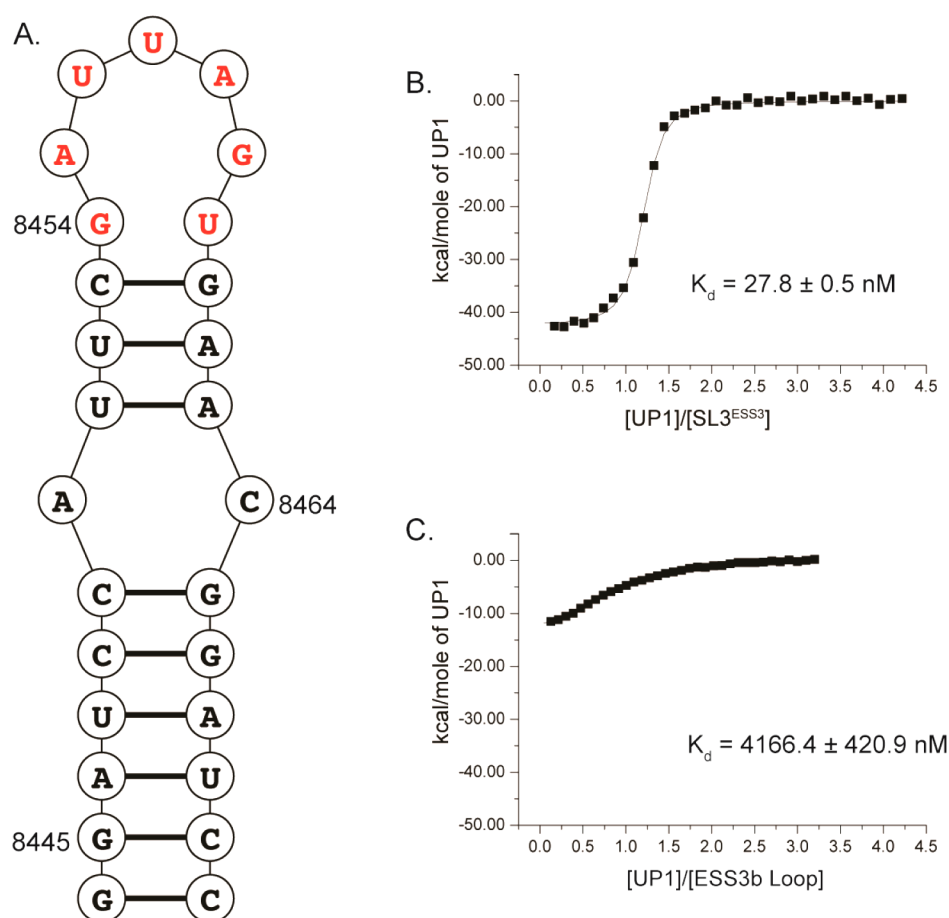 A.
U
U A
A G
8454 G U
C G
U A
U A
A C 8464
C G
C G
U A
A U
8445 G C
G C
B.
kcal/mole of UP1
0.00
-10.00
-20.00
-30.00
-40.00
-50.00
K_d = 27.8 ± 0.5 nM
0.0 0.5 1.0 1.5 2.0 2.5 3.0 3.5 4.0 4.5
[UP1]/[SL3^ESS3]
C.
kcal/mole of UP1
0.00
-10.00
-20.00
-30.00
-40.00
-50.00
K_d = 4166.4 ± 420.9 nM
0.0 0.5 1.0 1.5 2.0 2.5 3.0 3.5 4.0 4.5
[UP1]/[ESS3b Loop]